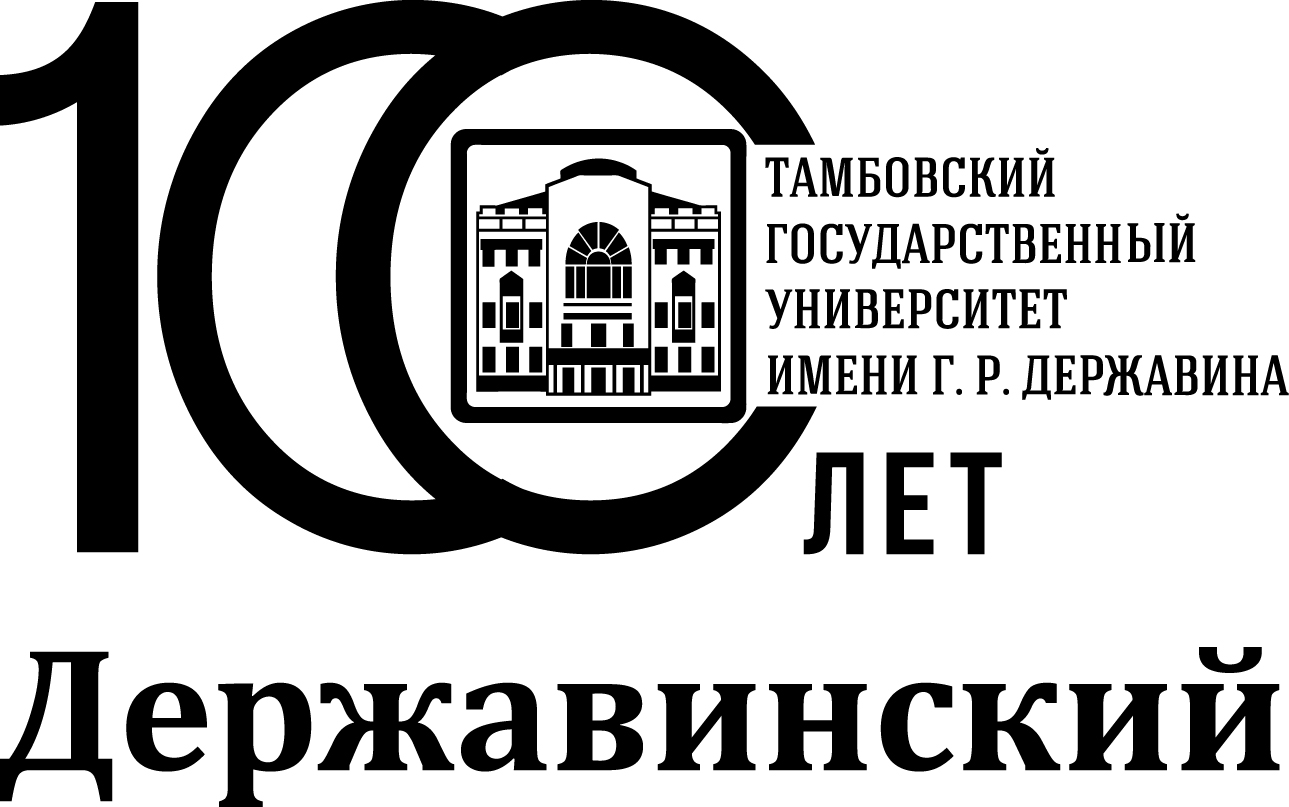 100
ТАМБОВСКИЙ
ГОСУДАРСТВЕННЫЙ
УНИВЕРСИТЕТ
ИМЕНИ Г. Р. ДЕРЖАВИНА
ЛЕТ
Державинский